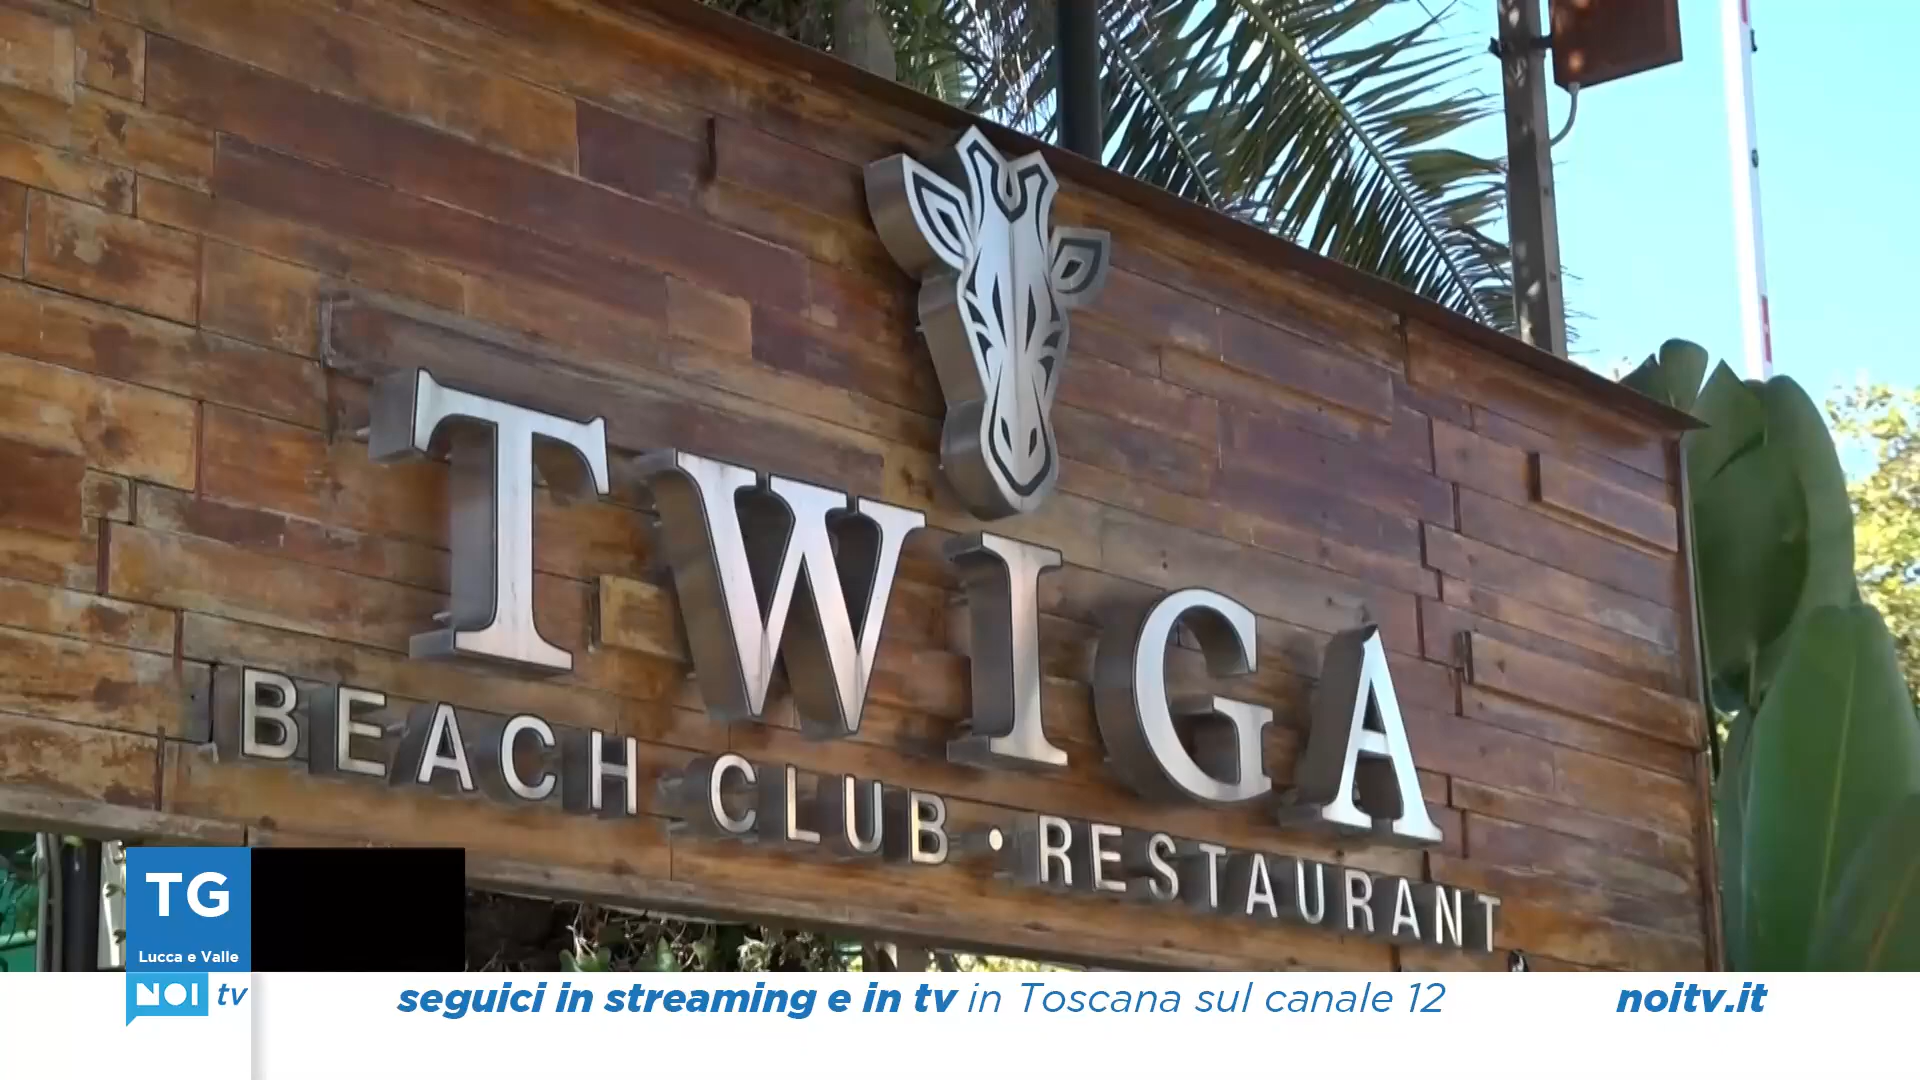 TWIGA
BEACH CLUB • RESTAURANT
TG
Lucca e Valle
NOI tv
seguici in streaming e in tv in Toscana sul canale 12
noitv.it